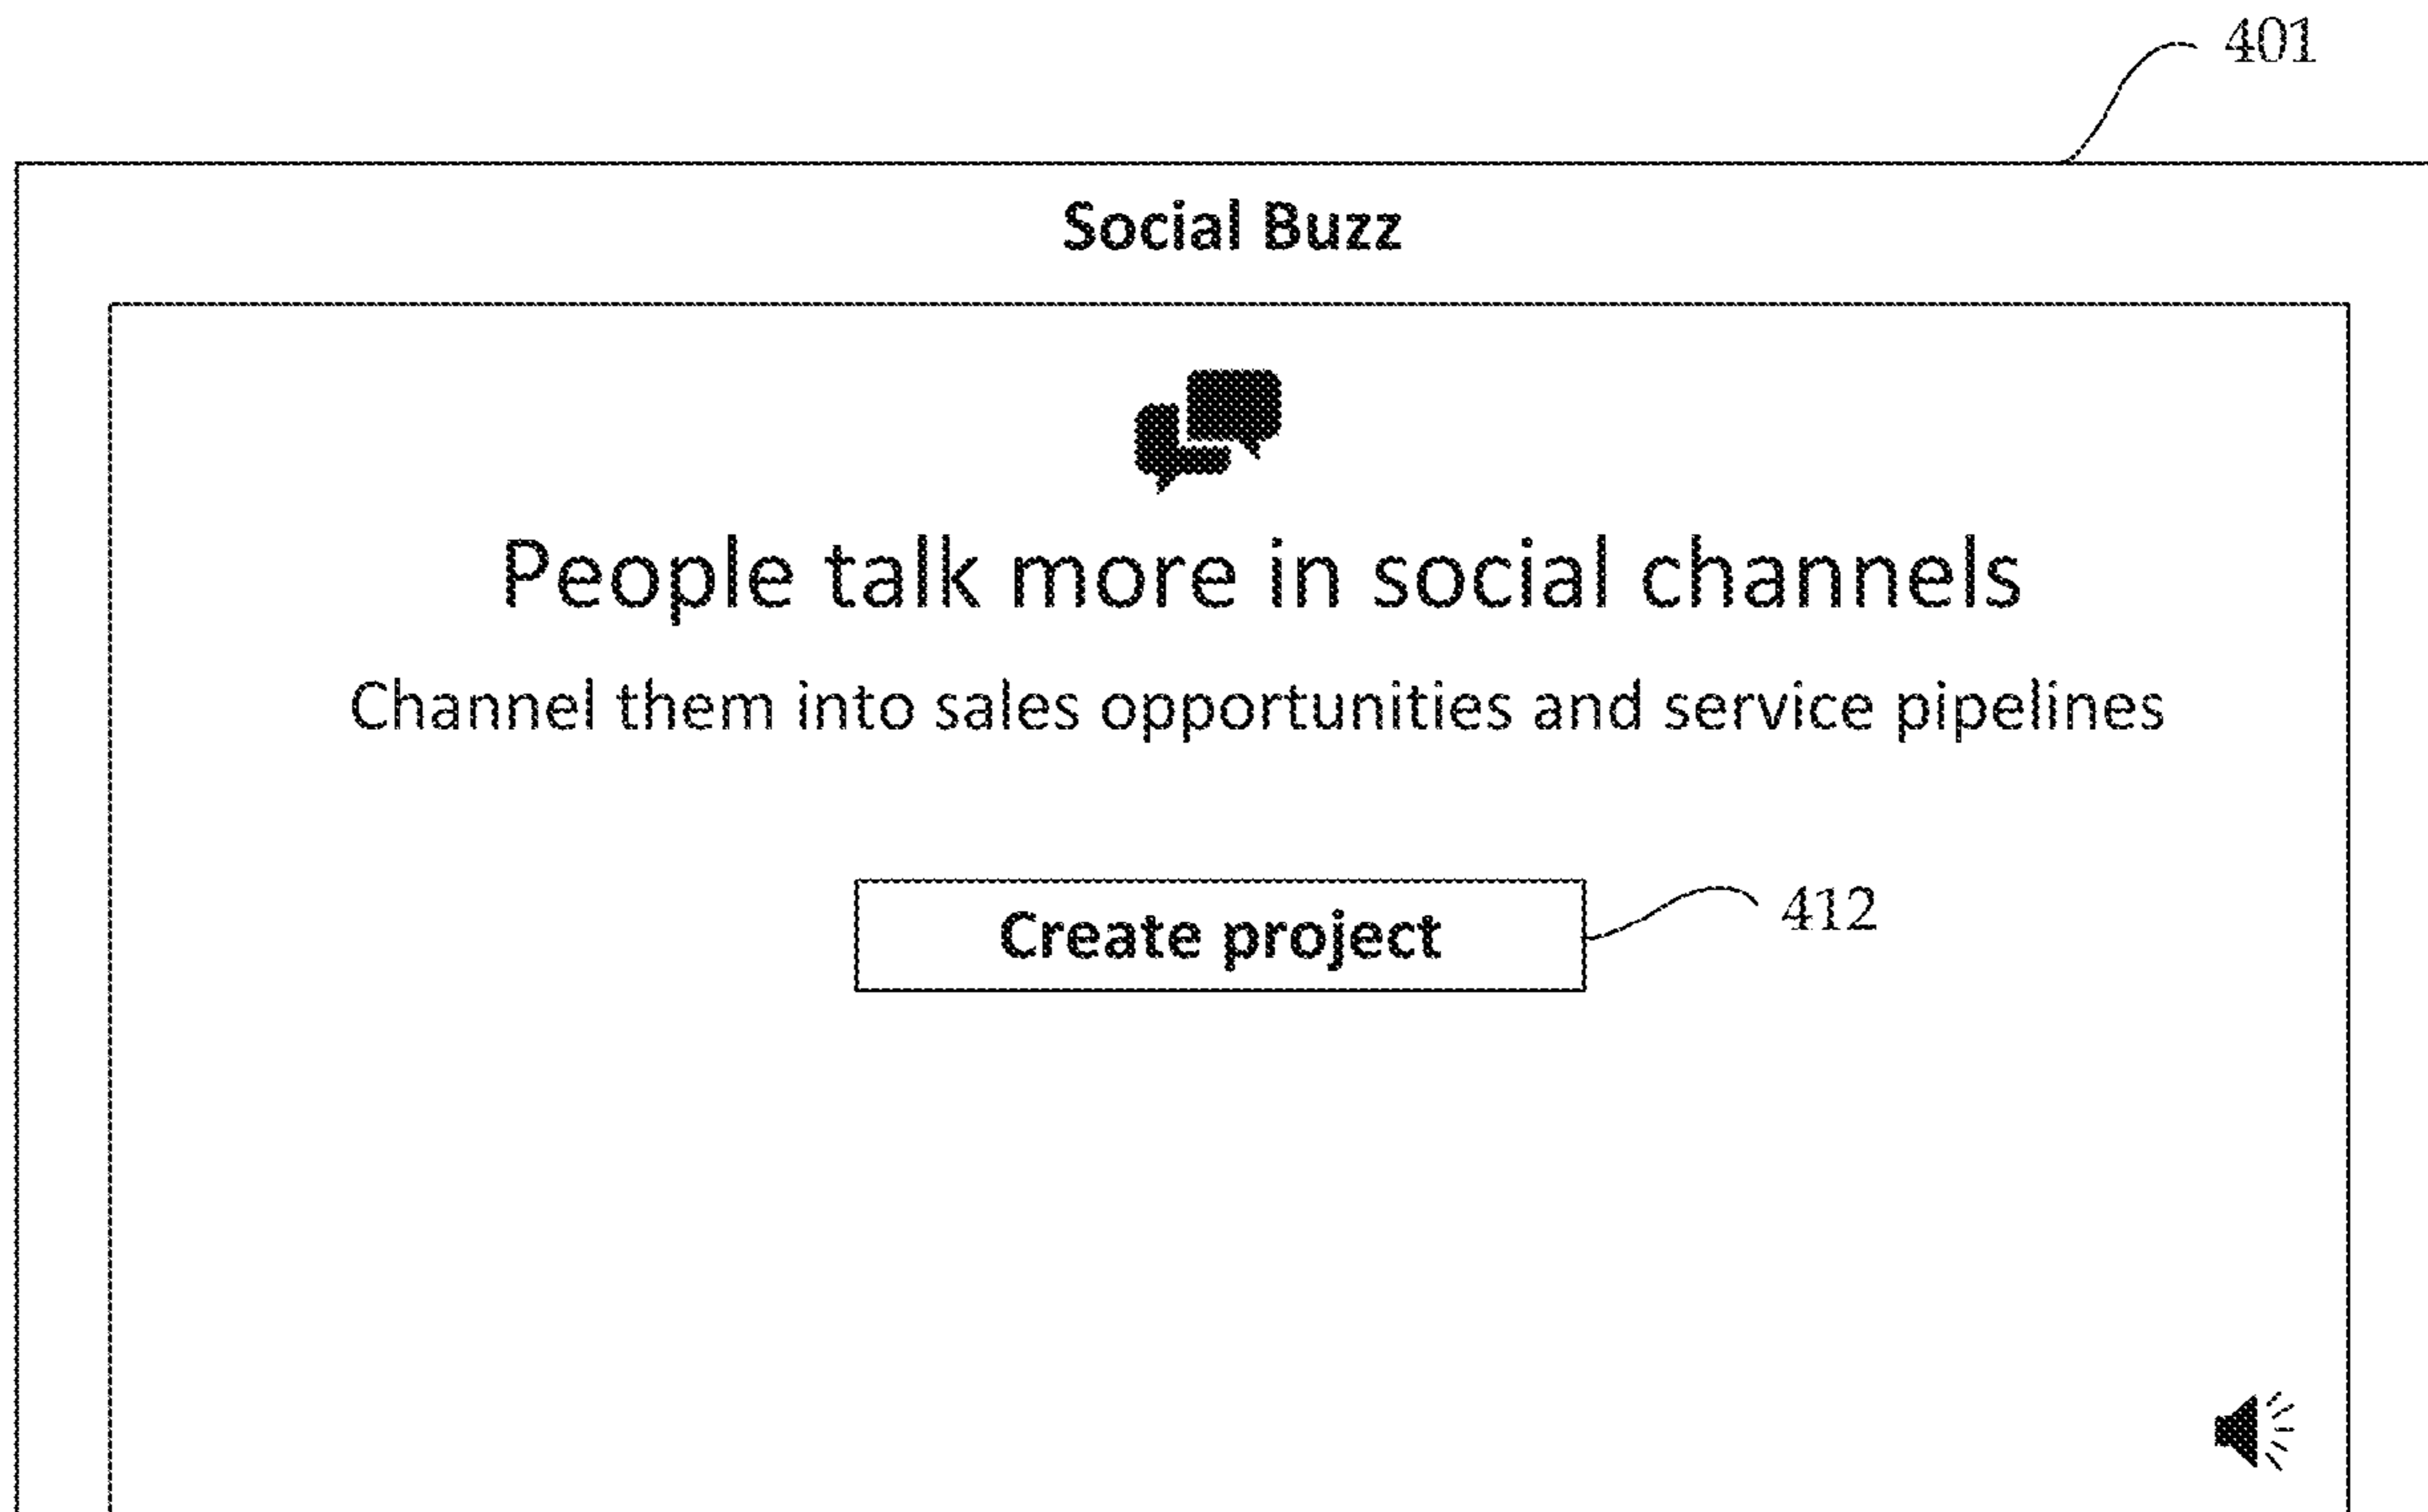 401
Social Buzz
People talk more in social channels
Channel them into sales opportunities and service pipelines
Create project
412